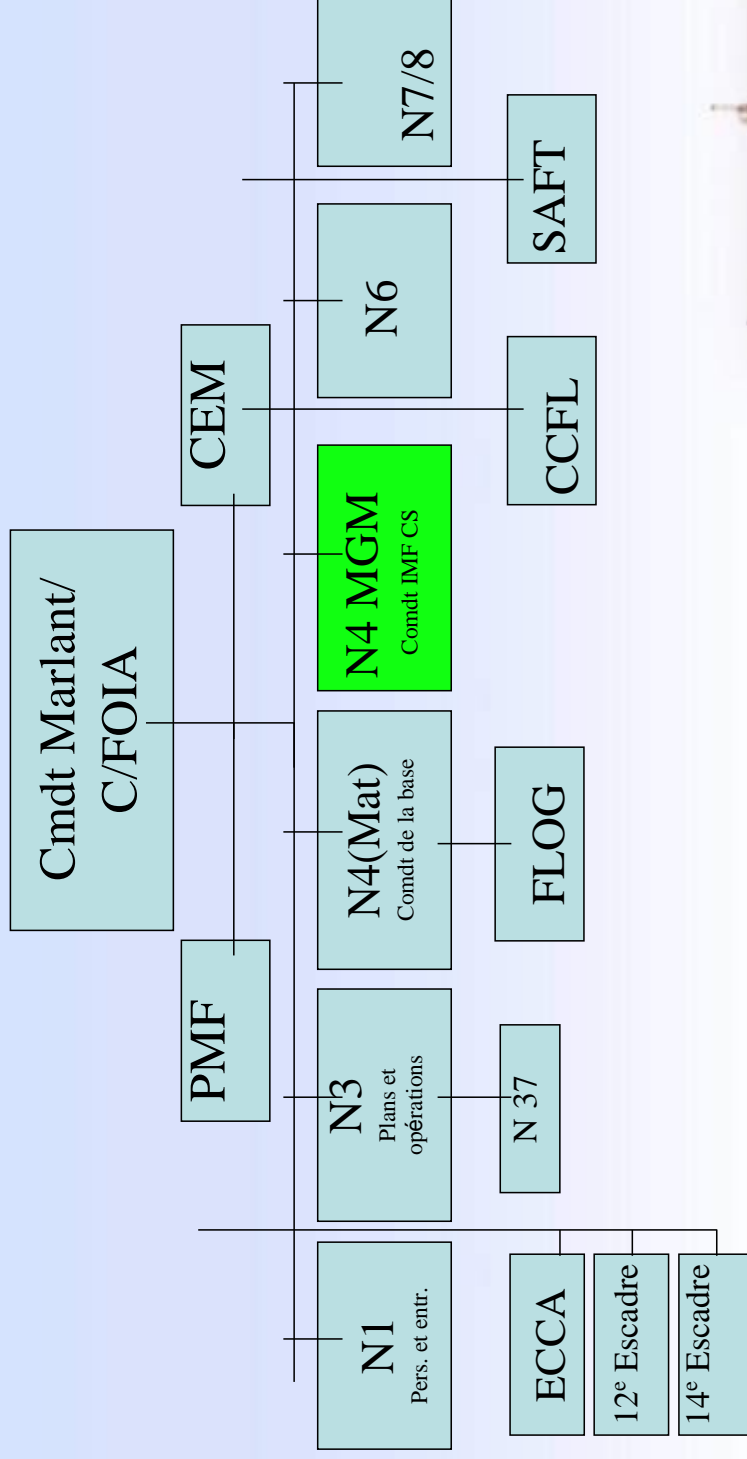 Cmdt Marlant/
C/FOIA
PMF
CEM
N1
Pers. et entr.
N3
Plans et
opérations
N4(Mat)
Comdt de la base
N4 MGM
Comdt IMF CS
N6
N7/8
ECCA
12e Escadre
14e Escadre
N 37
FLOG
CCFL
SAFT